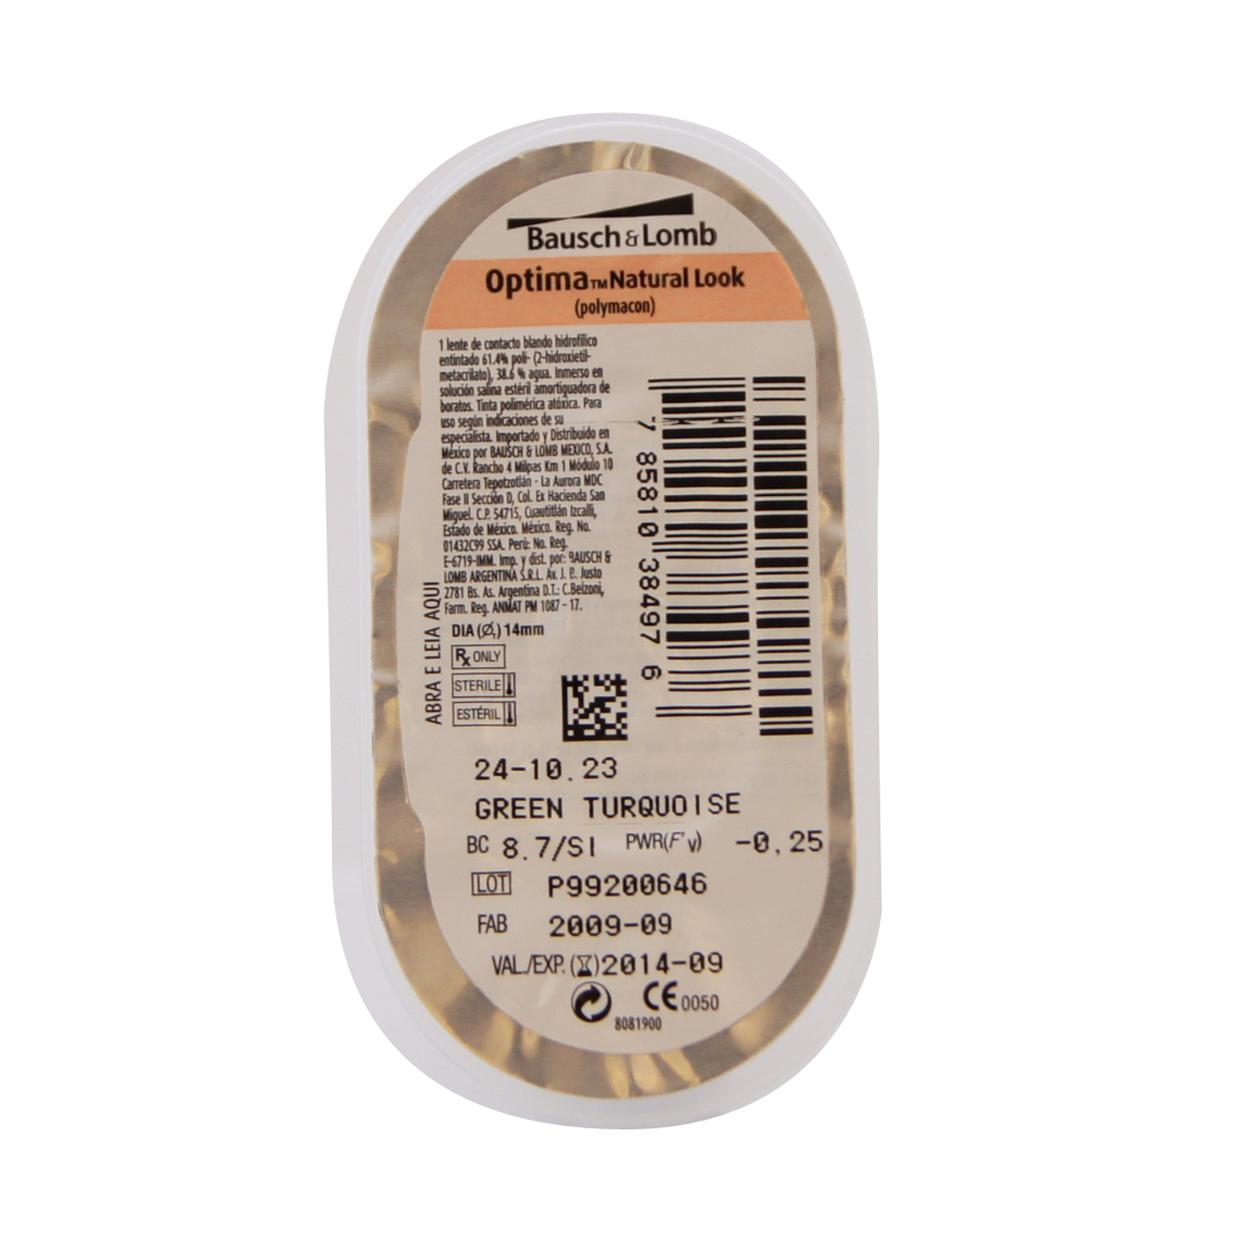 Bausch & Lomb
Optima™ Natural Look
(polymacon)
1 lente de contacto blando hidrofílico
entintado 61.4% poli- (2-hidroxietil-
metacrilato), 38.6 % agua. Inmerso en
solución salina estéril amortiguadora de
boratos. Tinta polimérica atóxica. Para
uso según indicaciones de su
especialista. Importado y Distribuido en
México por BAUSCH & LOMB MEXICO, S.A.
de C.V. Rancho 4 Milpas Km 1 Módulo 10
Carretera Tepotzotlán - La Aurora MDC
Fase II Sección D, Col. Ex Hacienda San
Miguel. C.P. 54715, Cuautitlán Izcalli,
Estado de México. México. Reg. No.
01432C99 SSA. Perú: No. Reg.
E-6719-IMM. Imp. y dist. por: BAUSCH &
LOMB ARGENTINA S.R.L. Av. J. B. Justo
2781 Bs. As. Argentina D.T.: C.Belzoni,
Farm. Reg. ANMAT PM 1087 - 17.
ABRA E LEIA AQUI
7 85810 38497 6
DIA (Ø) 14mm
Rx ONLY
STERILE
ESTÉRIL
24-10.23
GREEN TURQUOISE
BC 8.7/SI PWR(F'v) -0.25
LOT P99200646
FAB 2009-09
VAL./EXP. 2014-09
CE 0050
8081900